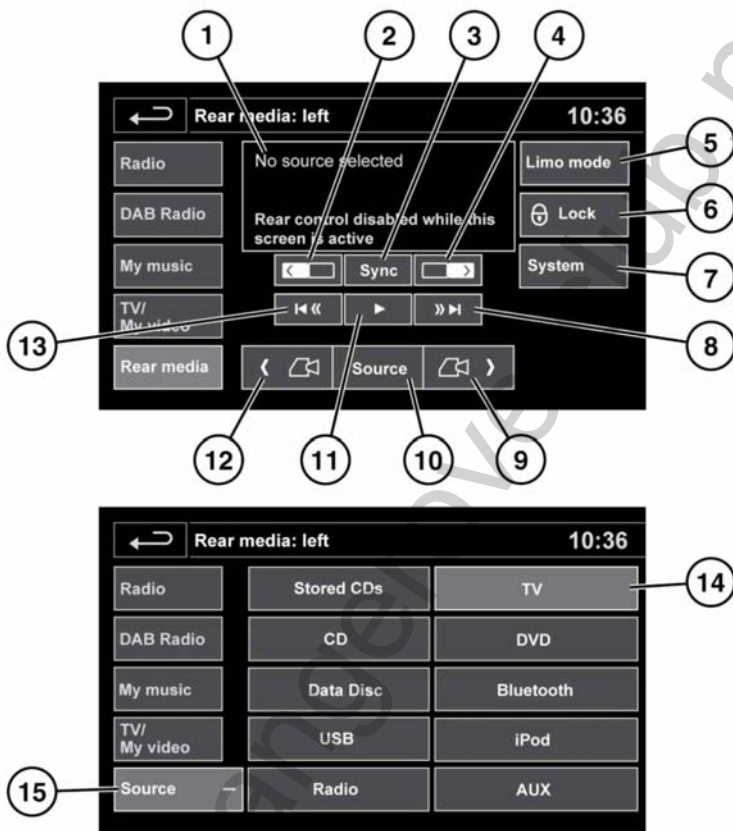 1
2
3
4
Rear media: left
10:36
Radio
No source selected
Limo mode
5
DAB Radio
Rear control disabled while this
screen is active
Lock
6
My music
Sync
System
7
TV/
My video
13
8
Rear media
Source
12
11
10
9
Rear media: left
10:36
Radio
Stored CDs
TV
14
DAB Radio
CD
DVD
My music
Data Disc
Bluetooth
TV/
My video
USB
iPod
15
Source –
Radio
AUX